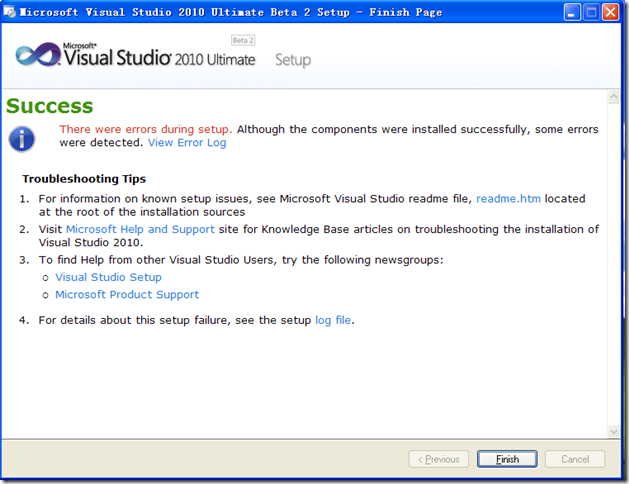 Microsoft Visual Studio 2010 Ultimate Beta 2 Setup - Finish Page
Beta 2
Microsoft®
Visual Studio® 2010 Ultimate Setup
Success
There were errors during setup. Although the components were installed successfully, some errors
were detected. View Error Log
Troubleshooting Tips
1. For information on known setup issues, see Microsoft Visual Studio readme file, readme.htm located
at the root of the installation sources
2. Visit Microsoft Help and Support site for Knowledge Base articles on troubleshooting the installation of
Visual Studio 2010.
3. To find Help from other Visual Studio Users, try the following newsgroups:
o Visual Studio Setup
o Microsoft Product Support
4. For details about this setup failure, see the setup log file.
< Previous Finish Cancel